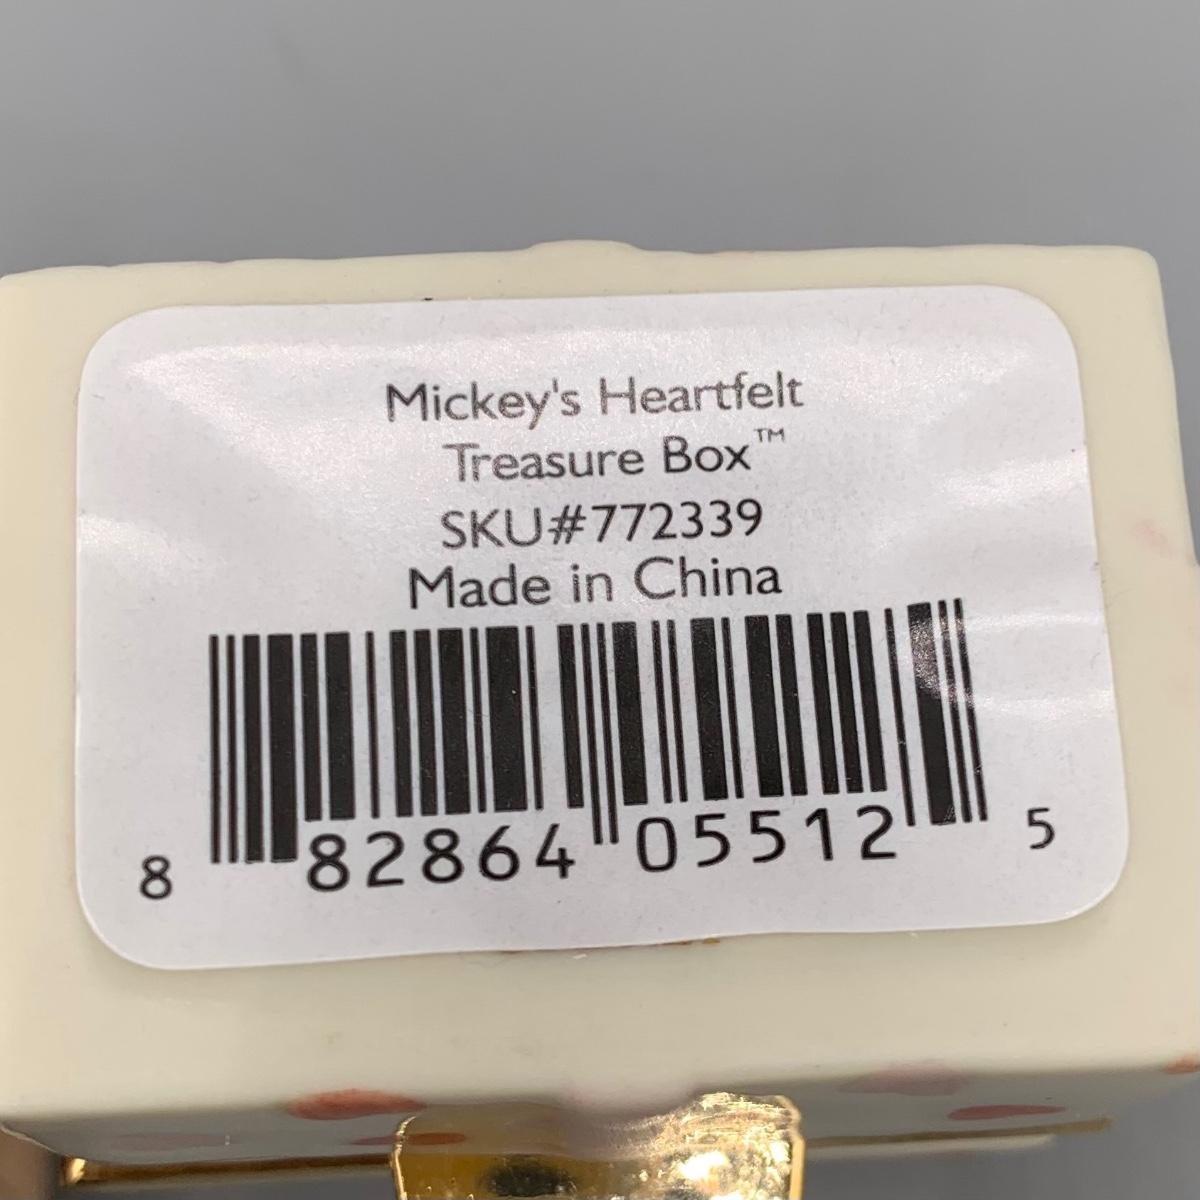 Mickey's Heartfelt
Treasure Box™
SKU#772339
Made in China
8 82864 05512 5